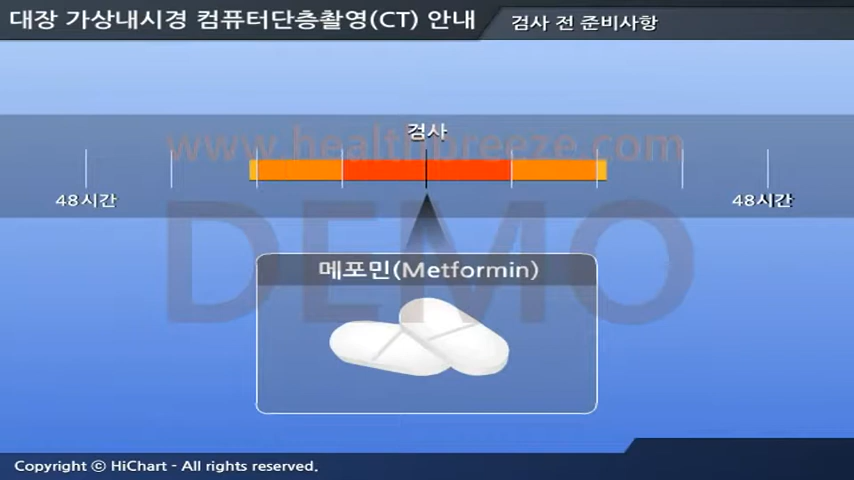 대장 가상내시경 컴퓨터단층촬영(CT) 안내
검사 전 준비사항
검사
www.healthbreeze.com
48시간
48시간
DEMO
메포민(Metformin)
Copyright ⓒ HiChart - All rights reserved.